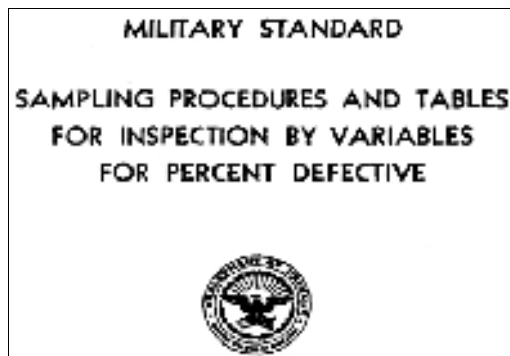 MILITARY STANDARD
SAMPLING PROCEDURES AND TABLES
FOR INSPECTION BY VARIABLES
FOR PERCENT DEFECTIVE